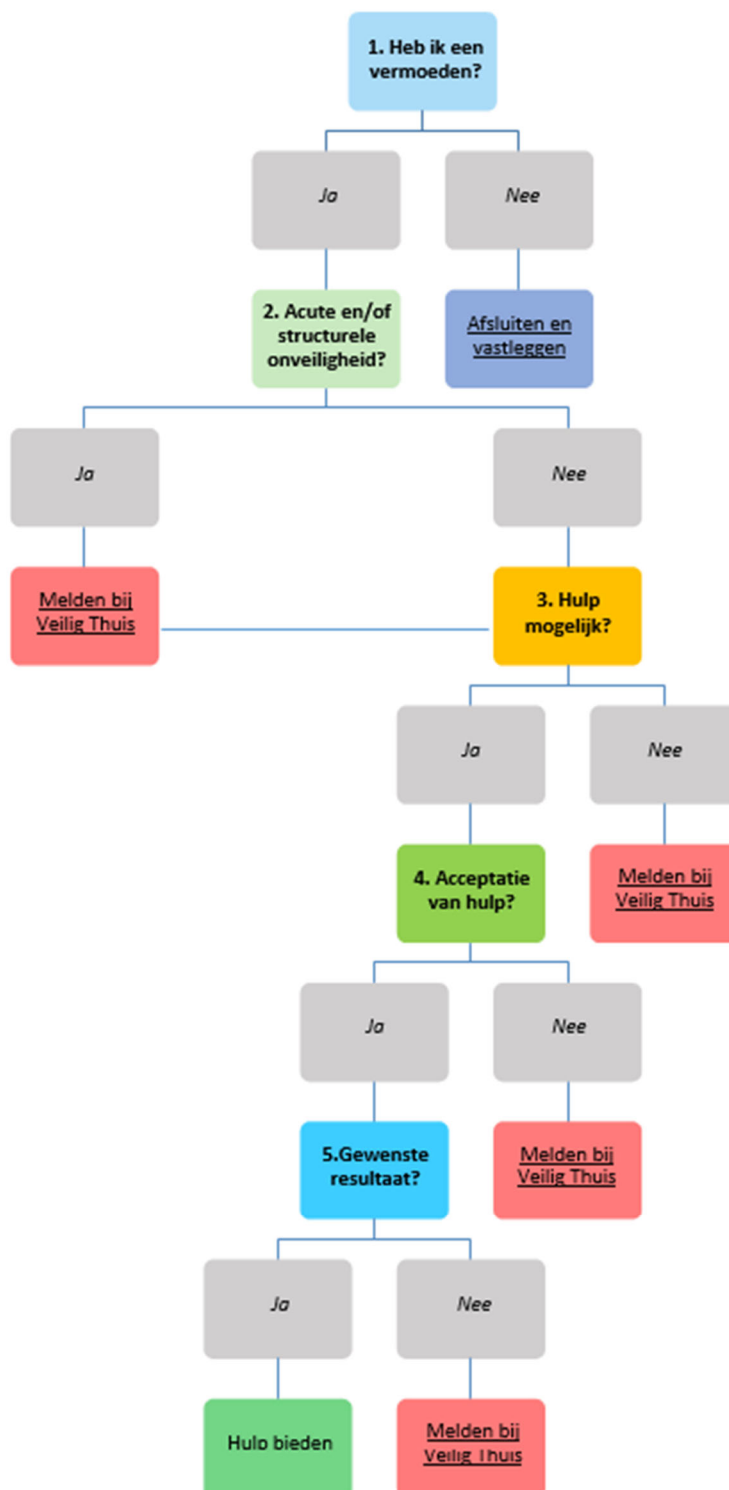 1. Heb ik een
vermoeden?
Ja
Nee
2. Acute en/of
structurele
onveiligheid?
Afsluiten en
vastleggen
Ja
Nee
Melden bij
Veilig Thuis
3. Hulp
mogelijk?
Ja
Nee
4. Acceptatie
van hulp?
Melden bij
Veilig Thuis
Ja
Nee
5.Gewenste
resultaat?
Melden bij
Veilig Thuis
Ja
Nee
Hulp bieden
Melden bij
Veilig Thuis